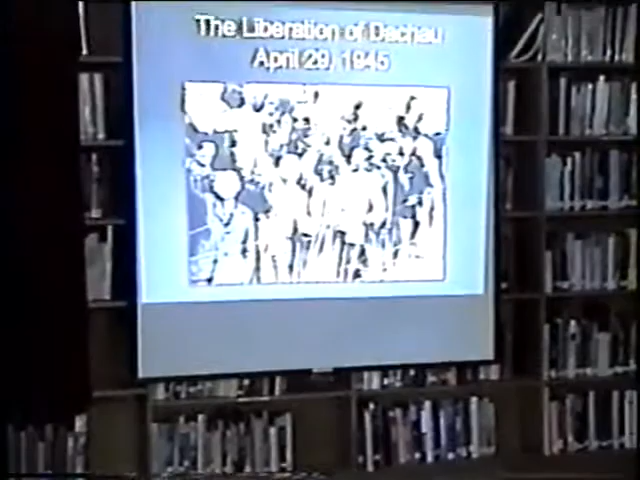 The Liberation of Dachau
April 29, 1945